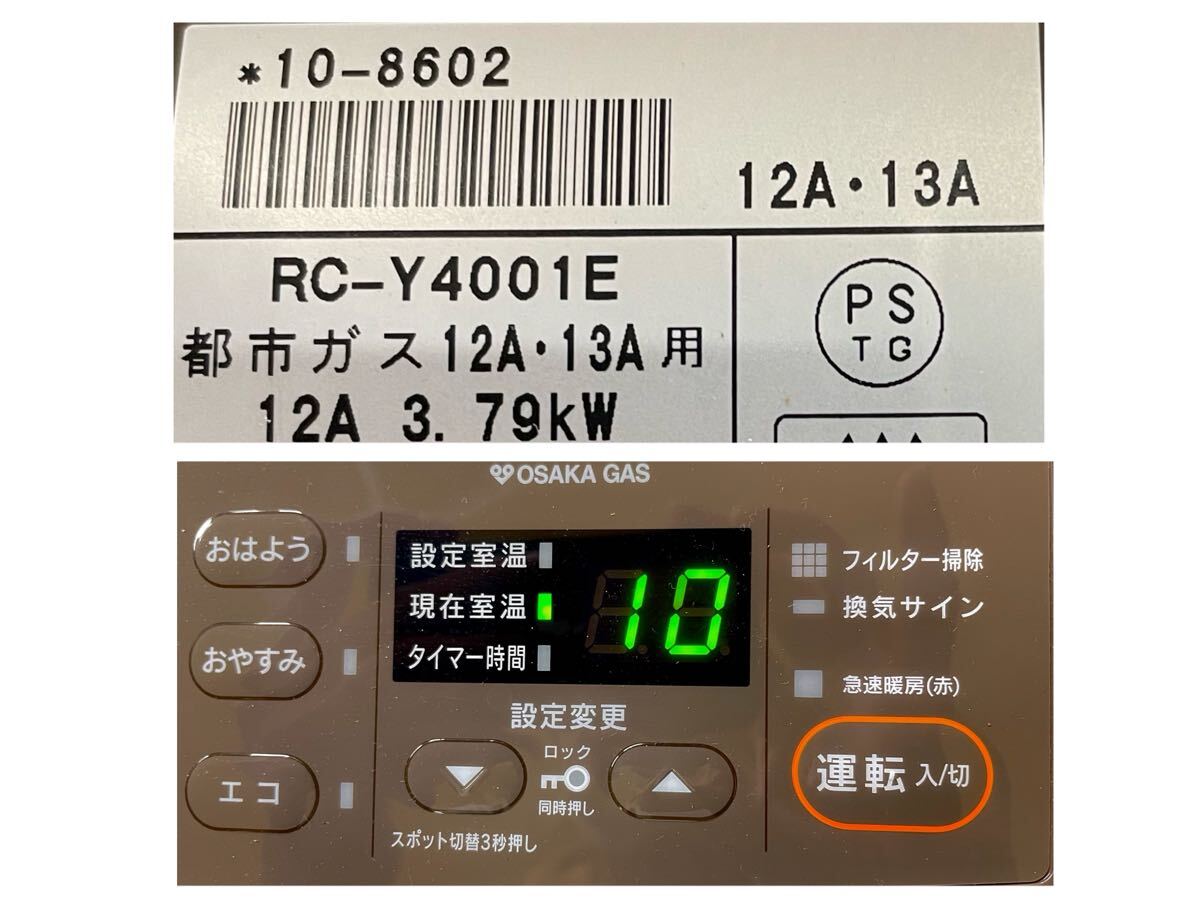 *10-8602
12A・13A
RC-Y4001E
都市ガス12A・13A用
12A 3.79kW
PS
TG
OSAKA GAS
おはよう
おやすみ
エコ
設定室温
現在室温
タイマー時間
10
設定変更
ロック
同時押し
スポット切替3秒押し
フィルター掃除
換気サイン
急速暖房(赤)
運転 入/切